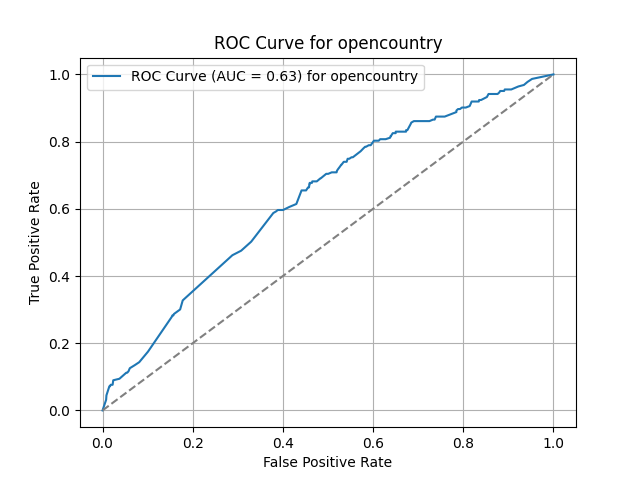 ROC Curve for opencountry
ROC Curve (AUC = 0.63) for opencountry
1.0
0.8
0.6
0.4
0.2
0.0
True Positive Rate
0.0 0.2 0.4 0.6 0.8 1.0
False Positive Rate